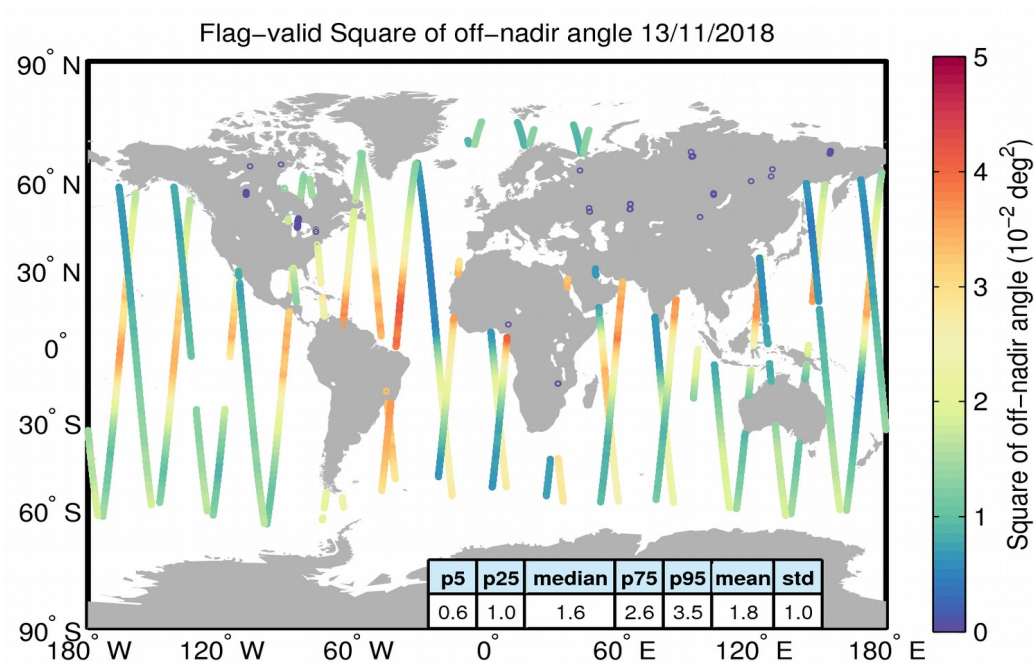 Flag−valid Square of off−nadir angle 13/11/2018
90° N
60° N
30° N
0°
30° S
60° S
90° S
180° W
120° W
60° W
0°
60° E
120° E
180° E
p5 p25 median p75 p95 mean std
0.6 1.0 1.6 2.6 3.5 1.8 1.0
5
4
3
2
1
0
Square of off−nadir angle (10⁻² deg²)